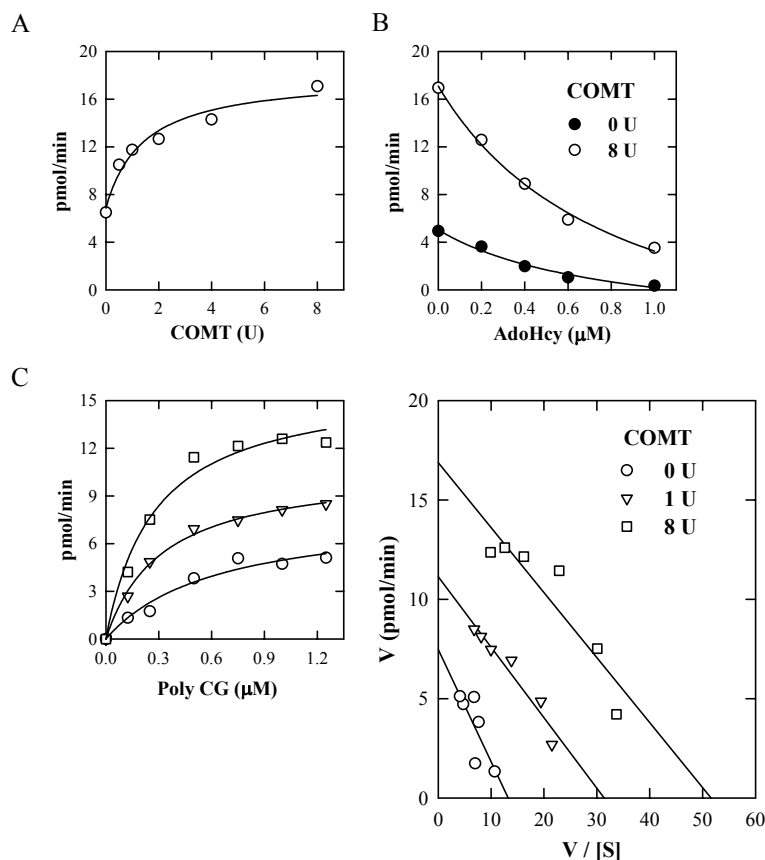 A
20
16
12
8
4
0
pmol/min
0 2 4 6 8
COMT (U)
B
20
16
12
8
4
0
pmol/min
COMT
0 U
8 U
0.0 0.2 0.4 0.6 0.8 1.0
AdoHcy (μM)
C
15
12
9
6
3
0
pmol/min
0.0 0.3 0.6 0.9 1.2
Poly CG (μM)
20
15
10
5
0
V (pmol/min)
COMT
0 U
1 U
8 U
0 10 20 30 40 50 60
V / [S]